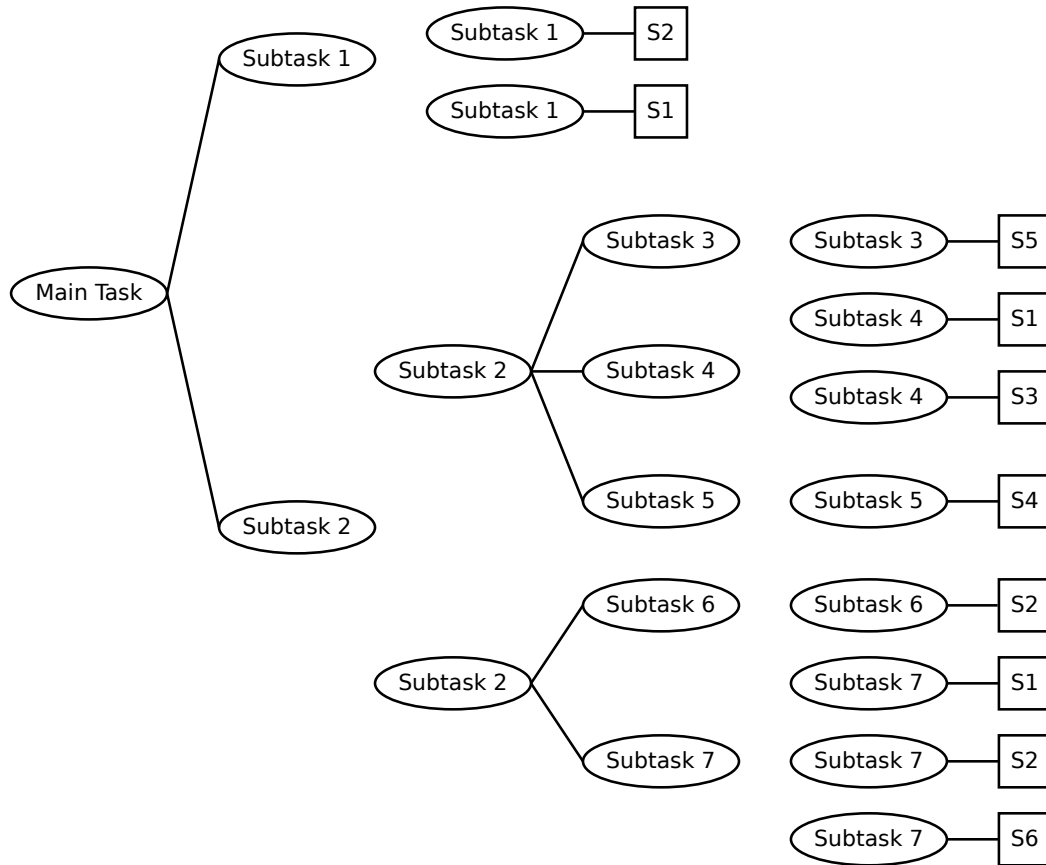 Subtask 1
Subtask 1 S2
Subtask 1 S1
Main Task
Subtask 3
Subtask 3 S5
Subtask 4 S1
Subtask 2
Subtask 4
Subtask 4 S3
Subtask 5
Subtask 5 S4
Subtask 2
Subtask 6
Subtask 6 S2
Subtask 2
Subtask 7 S1
Subtask 7
Subtask 7 S2
Subtask 7 S6